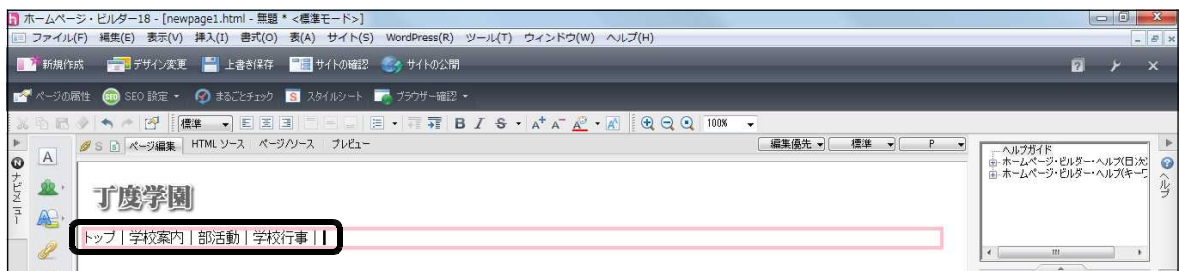 ホームページ・ビルダー18 - [newpage1.html - 無題 * <標準モード>]
ファイル(F) 編集(E) 表示(V) 挿入(I) 書式(O) 表(A) サイト(S) WordPress(R) ツール(T) ウィンドウ(W) ヘルプ(H)
新規作成 デザイン変更 上書き保存 サイトの確認 サイトの公開
ページの属性 SEO 設定 まるごとチェック スタイルシート ブラウザー確認
標準 B I S A+ A- A 100%
ページ編集 HTML ソース ページ/ソース プレビュー 編集優先 標準 P
ナビメニュー
ヘルプガイド
ホームページ・ビルダー・ヘルプ(目次
ホームページ・ビルダー・ヘルプ(キーワ
ヘルプ
丁度学園
トップ | 学校案内 | 部活動 | 学校行事 |